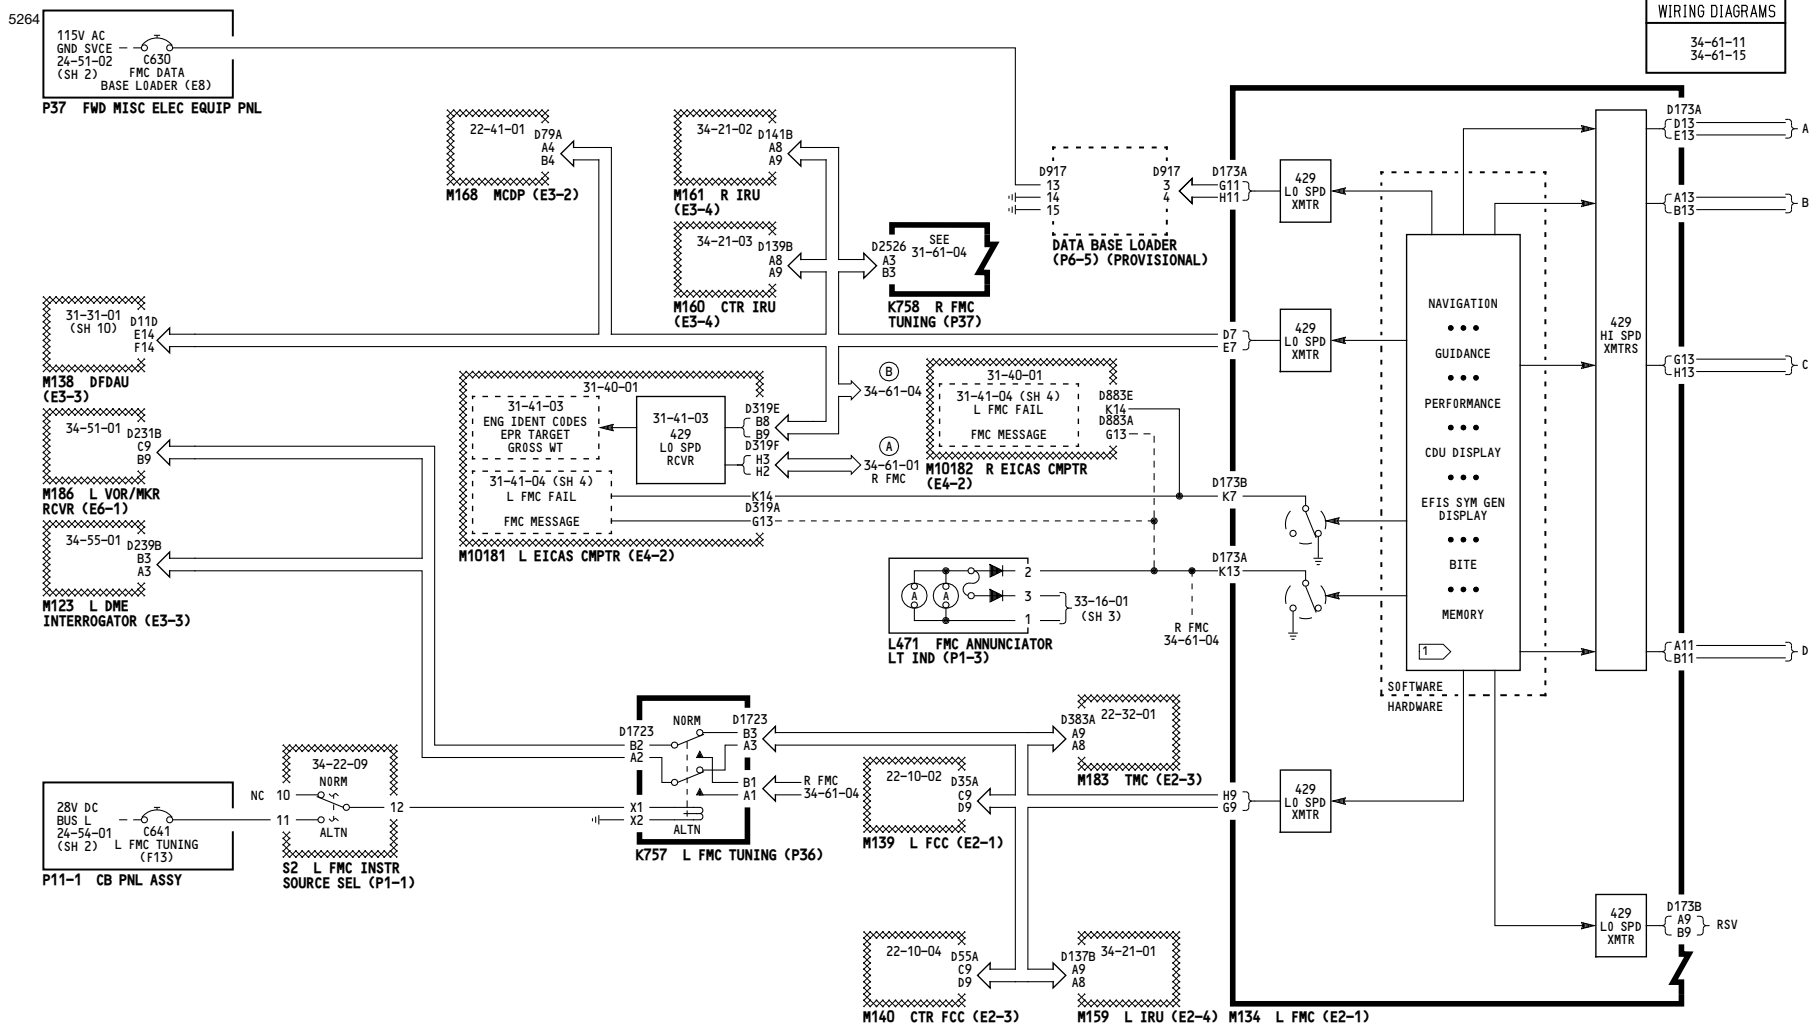 5264
WIRING DIAGRAMS
34-61-11
34-61-15
115V AC
GND SVCE
24-51-02
(SH 2)
C630
FMC DATA
BASE LOADER (E8)
P37 FWD MISC ELEC EQUIP PNL
22-41-01
D79A
A4
B4
M168 MCDP (E3-2)
34-21-02
D141B
A8
A9
M161 R IRU
(E3-4)
34-21-03
D139B
A8
A9
M160 CTR IRU
(E3-4)
D2526
A3
B3
SEE
31-61-04
K758 R FMC
TUNING (P37)
D917
13
14
15
D917
3
4
DATA BASE LOADER
(P6-5) (PROVISIONAL)
D173A
G11
H11
429
LO SPD
XMTR
D7
E7
429
LO SPD
XMTR
31-31-01
(SH 10)
D11D
E14
F14
M138 DFDAU
(E3-3)
34-51-01
D231B
C9
B9
M186 L VOR/MKR
RCVR (E6-1)
34-55-01
D239B
B3
A3
M123 L DME
INTERROGATOR (E3-3)
31-40-01
31-41-03
ENG IDENT CODES
EPR TARGET
GROSS WT
31-41-03
429
LO SPD
RCVR
D319E
B8
B9
D319F
H3
H2
31-41-04 (SH 4)
L FMC FAIL
FMC MESSAGE
K14
D319A
G13
M10181 L EICAS CMPTR (E4-2)
B
34-61-04
A
34-61-01
R FMC
31-40-01
31-41-04 (SH 4)
L FMC FAIL
FMC MESSAGE
D883E
K14
D883A
G13
M10182 R EICAS CMPTR
(E4-2)
D173B
K7
D173A
K13
A
A
2
3
1
33-16-01
(SH 3)
L471 FMC ANNUNCIATOR
LT IND (P1-3)
R FMC
34-61-04
NAVIGATION
GUIDANCE
PERFORMANCE
CDU DISPLAY
EFIS SYM GEN
DISPLAY
BITE
MEMORY
1
SOFTWARE
HARDWARE
429
HI SPD
XMTRS
D173A
D13
E13
A
A13
B13
B
G13
H13
C
A11
B11
D
28V DC
BUS L
24-54-01
(SH 2)
C641
L FMC TUNING
(F13)
P11-1 CB PNL ASSY
34-22-09
NORM
NC
10
11
12
ALTN
S2 L FMC INSTR
SOURCE SEL (P1-1)
D1723
B2
A2
X1
X2
NORM
ALTN
D1723
B3
A3
B1
A1
R FMC
34-61-04
K757 L FMC TUNING (P36)
D383A
A9
A8
22-32-01
M183 TMC (E2-3)
22-10-02
D35A
C9
D9
M139 L FCC (E2-1)
H9
G9
429
LO SPD
XMTR
22-10-04
D55A
C9
D9
M140 CTR FCC (E2-3)
D137B
A9
A8
34-21-01
M159 L IRU (E2-4)
M134 L FMC (E2-1)
429
LO SPD
XMTR
D173B
A9
B9
RSV